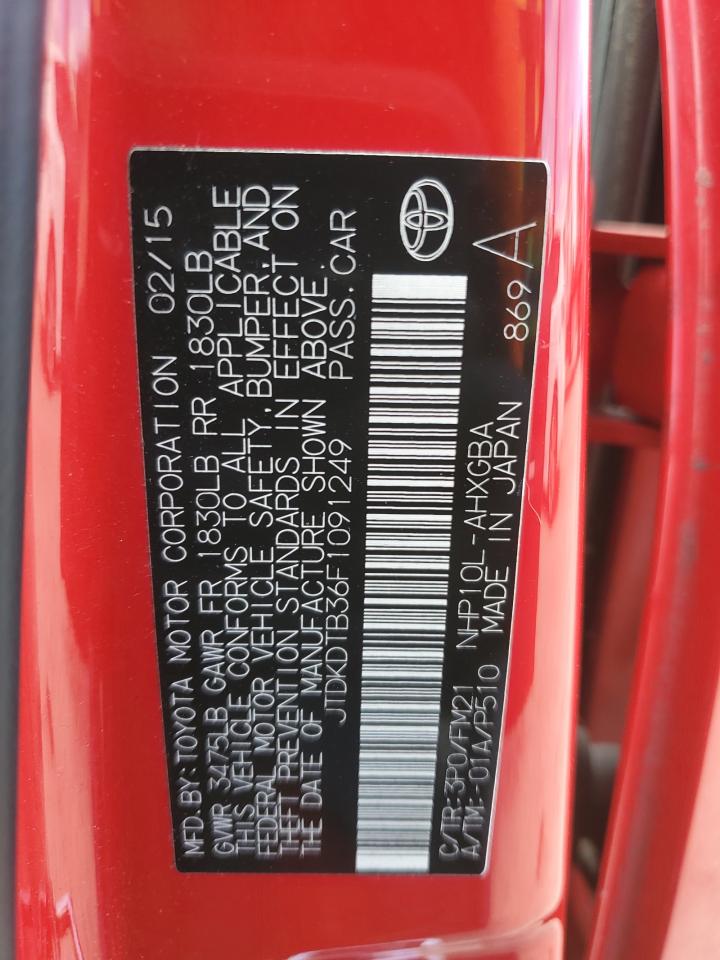 MFD. BY: TOYOTA MOTOR CORPORATION 02/15
GVWR 3475LB GAWR FR 1830LB RR 1830LB
THIS VEHICLE CONFORMS TO ALL APPLICABLE
FEDERAL MOTOR VEHICLE SAFETY, BUMPER, AND
THEFT PREVENTION STANDARDS IN EFFECT ON
THE DATE OF MANUFACTURE SHOWN ABOVE.
JTDKDTB36F1091249 PASS. CAR
C/TR: 3P0/FM21 NHP10L-AHXGBA
A/TM: -01A/P510 MADE IN JAPAN 869 A